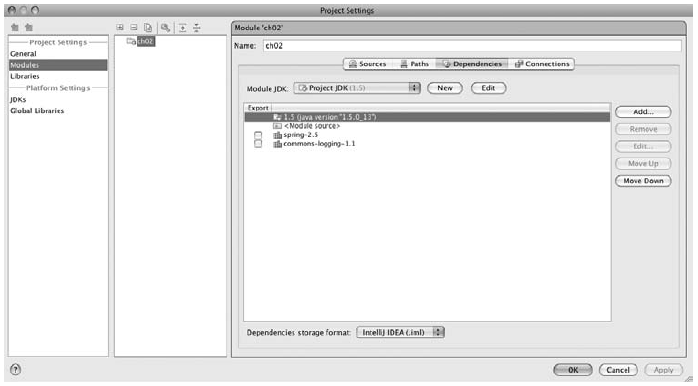 Project Settings
Project Settings
General
Modules
Libraries
Platform Settings
JDKs
Global Libraries
ch02
Module 'ch02'
Name: ch02
Sources Paths Dependencies Connections
Module JDK: Project JDK (1.5) New Edit
Export
1.5 (java version "1.5.0_13")
<Module source>
spring-2.5
commons-logging-1.1
Add...
Remove
Edit...
Move Up
Move Down
Dependencies storage format: IntelliJ IDEA (.iml)
? OK Cancel Apply